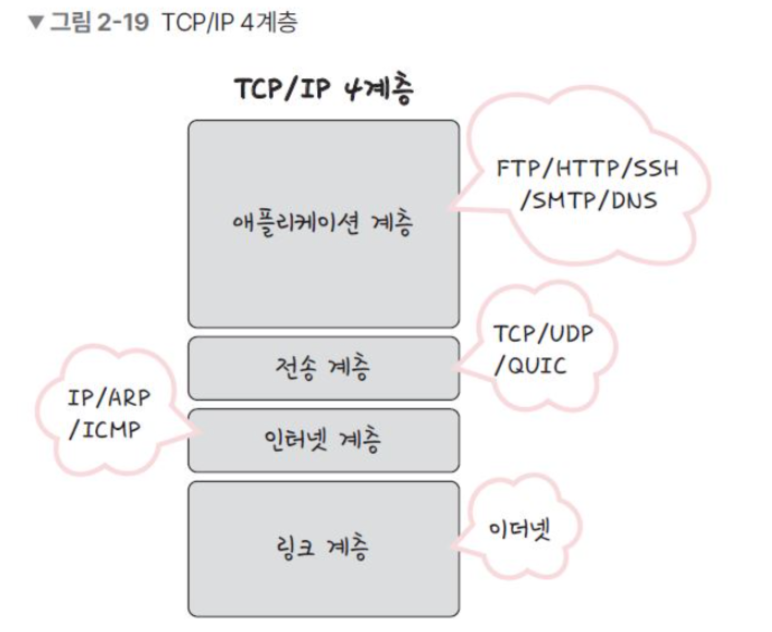 ▼ 그림 2-19 TCP/IP 4계층
TCP/IP 4계층
애플리케이션 계층
FTP/HTTP/SSH
/SMTP/DNS
전송 계층
TCP/UDP
/QUIC
IP/ARP
/ICMP
인터넷 계층
링크 계층
이더넷